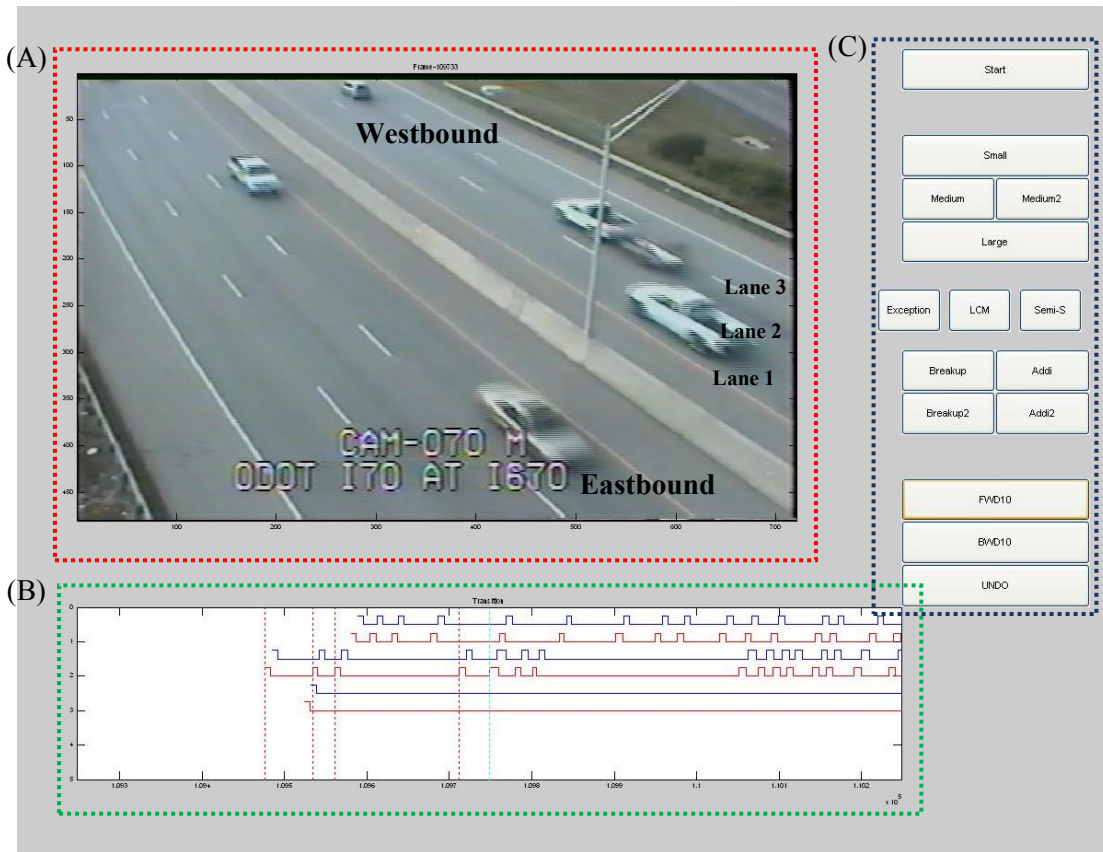 (A)
Frame-109733
50
100
150
200
250
300
350
400
450
100 200 300 400 500 600 700
Westbound
Lane 3
Lane 2
Lane 1
CAM-070 M
ODOT I70 AT I670
Eastbound
(B)
Transition
0
1
2
3
4
5
1.093 1.094 1.095 1.096 1.097 1.098 1.099 1.1 1.101 1.102
x 10^5
(C)
Start
Small
Medium Medium2
Large
Exception LCM Semi-S
Breakup Addi
Breakup2 Addi2
FWD10
BWD10
UNDO